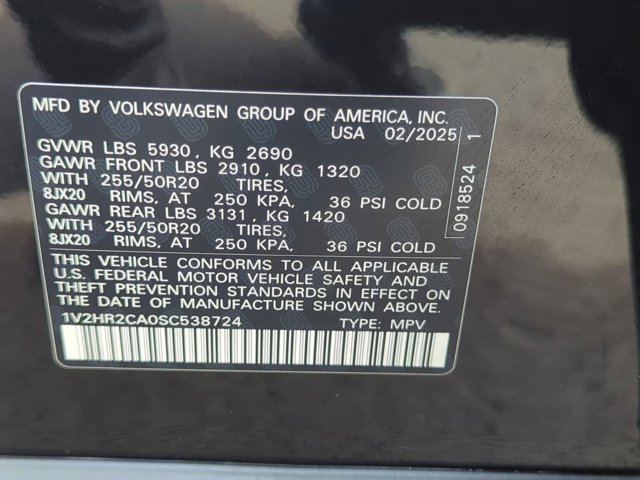 MFD BY VOLKSWAGEN GROUP OF AMERICA, INC.
USA 02/2025
GVWR LBS 5930, KG 2690
GAWR FRONT LBS 2910, KG 1320
WITH 255/50R20 TIRES,
8JX20 RIMS, AT 250 KPA, 36 PSI COLD
GAWR REAR LBS 3131, KG 1420
WITH 255/50R20 TIRES,
8JX20 RIMS, AT 250 KPA, 36 PSI COLD
THIS VEHICLE CONFORMS TO ALL APPLICABLE
U.S. FEDERAL MOTOR VEHICLE SAFETY AND
THEFT PREVENTION STANDARDS IN EFFECT ON
THE DATE OF MANUFACTURE SHOWN ABOVE.
1V2HR2CA0SC538724 TYPE: MPV
0918524 1